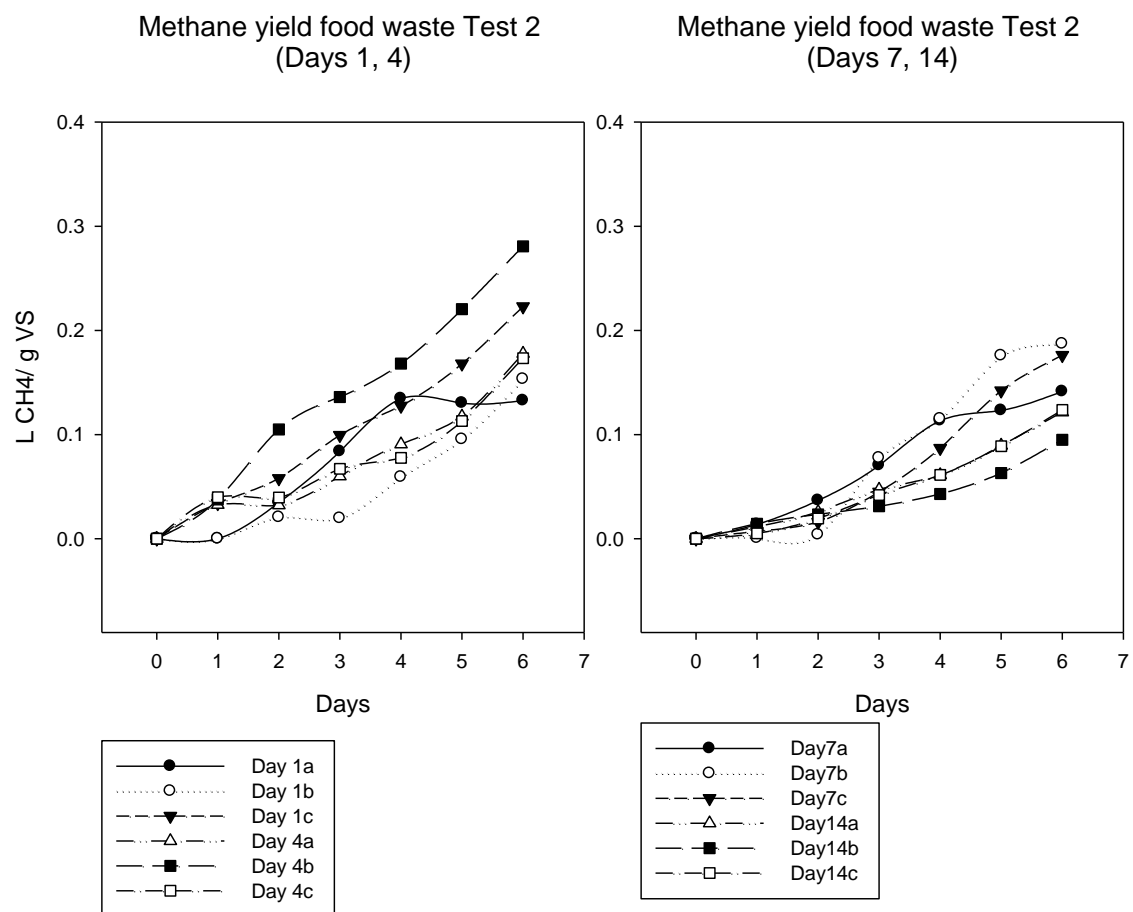 Methane yield food waste Test 2
(Days 1, 4)
Methane yield food waste Test 2
(Days 7, 14)
L CH4/ g VS
0.4
0.3
0.2
0.1
0.0
0 1 2 3 4 5 6 7
Days
0.4
0.3
0.2
0.1
0.0
0 1 2 3 4 5 6 7
Days
Day 1a
Day 1b
Day 1c
Day 4a
Day 4b
Day 4c
Day7a
Day7b
Day7c
Day14a
Day14b
Day14c